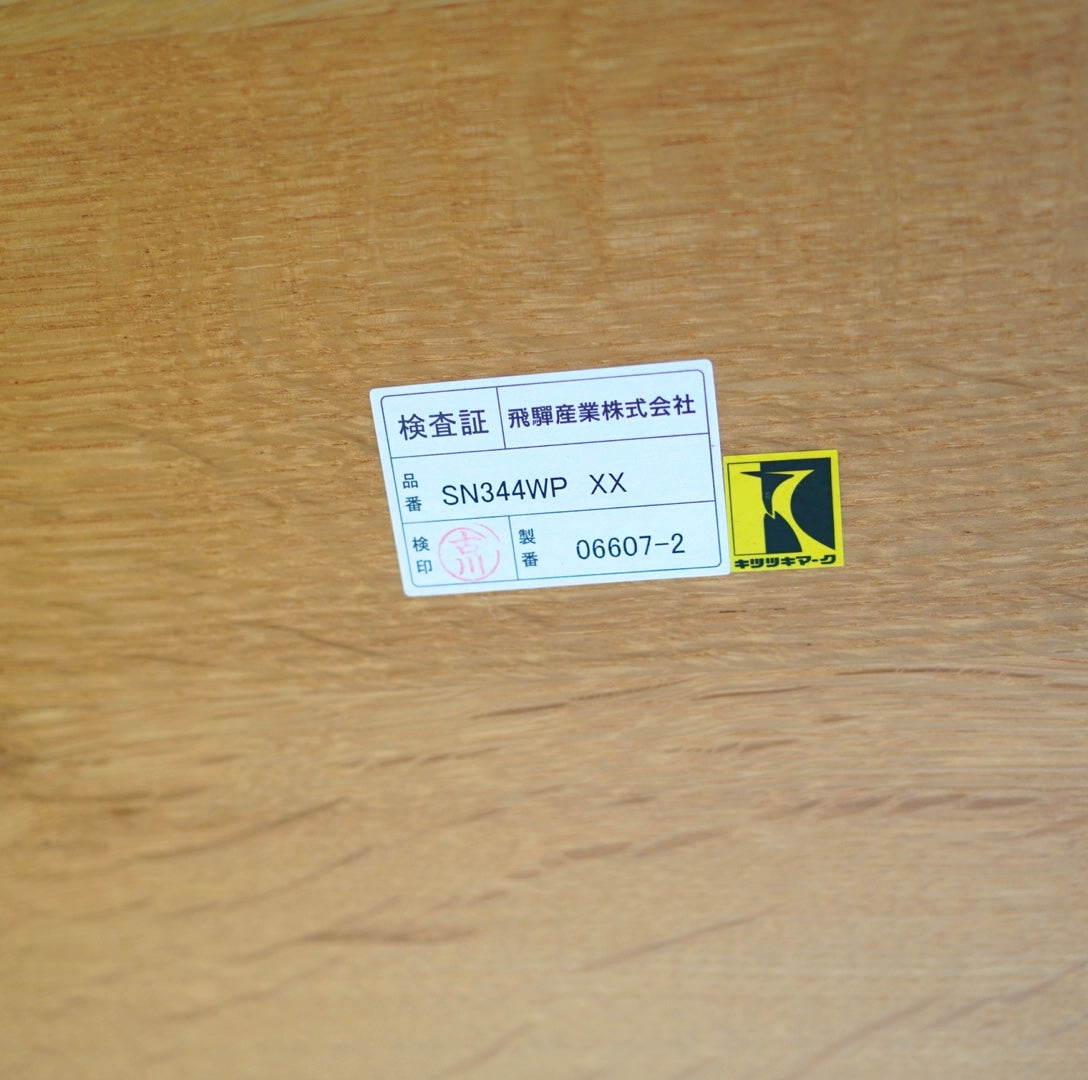 検査証 飛騨産業株式会社
品番 SN344WP XX
検印 古川 製番 06607-2
キツツキマーク